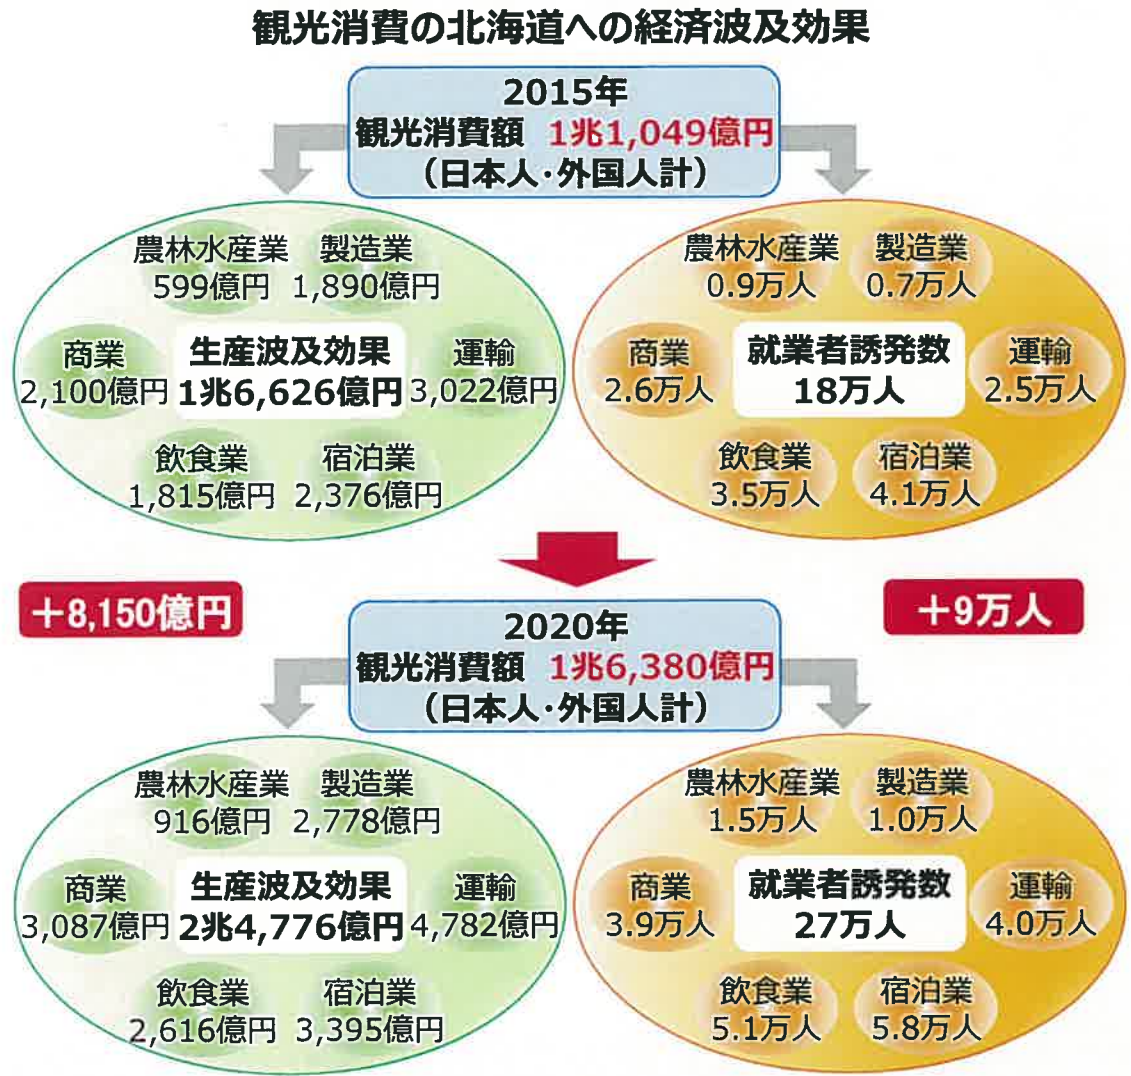 観光消費の北海道への経済波及効果
2015年
観光消費額 1兆1,049億円
（日本人・外国人計）
農林水産業
599億円
製造業
1,890億円
商業
2,100億円
生産波及効果
1兆6,626億円
運輸
3,022億円
飲食業
1,815億円
宿泊業
2,376億円
農林水産業
0.9万人
製造業
0.7万人
商業
2.6万人
就業者誘発数
18万人
運輸
2.5万人
飲食業
3.5万人
宿泊業
4.1万人
＋8,150億円
＋9万人
2020年
観光消費額 1兆6,380億円
（日本人・外国人計）
農林水産業
916億円
製造業
2,778億円
商業
3,087億円
生産波及効果
2兆4,776億円
運輸
4,782億円
飲食業
2,616億円
宿泊業
3,395億円
農林水産業
1.5万人
製造業
1.0万人
商業
3.9万人
就業者誘発数
27万人
運輸
4.0万人
飲食業
5.1万人
宿泊業
5.8万人